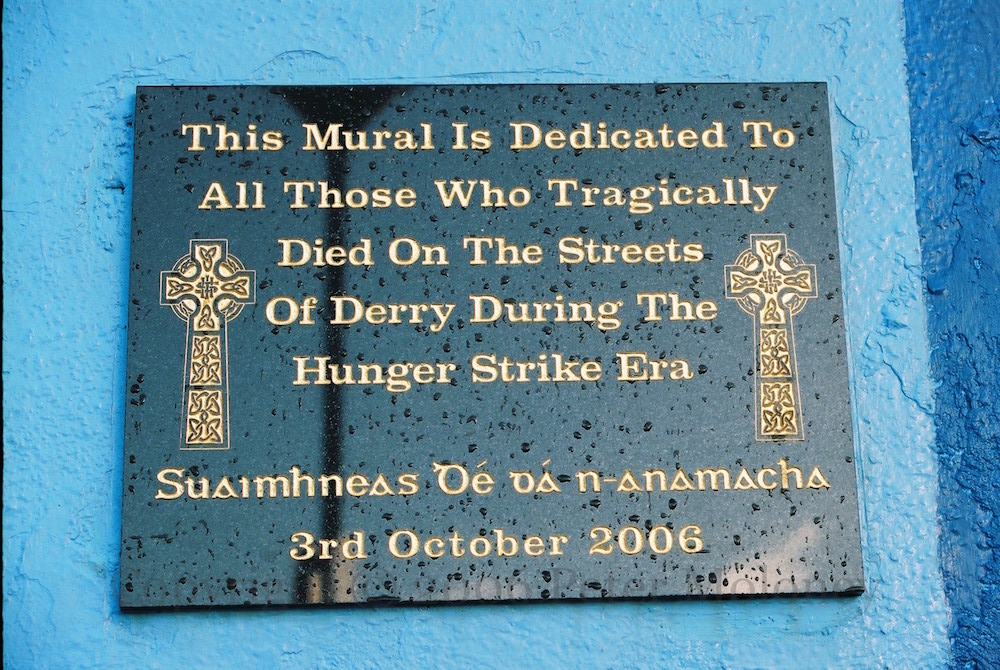 This Mural Is Dedicated To
All Those Who Tragically
Died On The Streets
Of Derry During The
Hunger Strike Era
Suaimhneas Dé dá n-anamacha
3rd October 2006